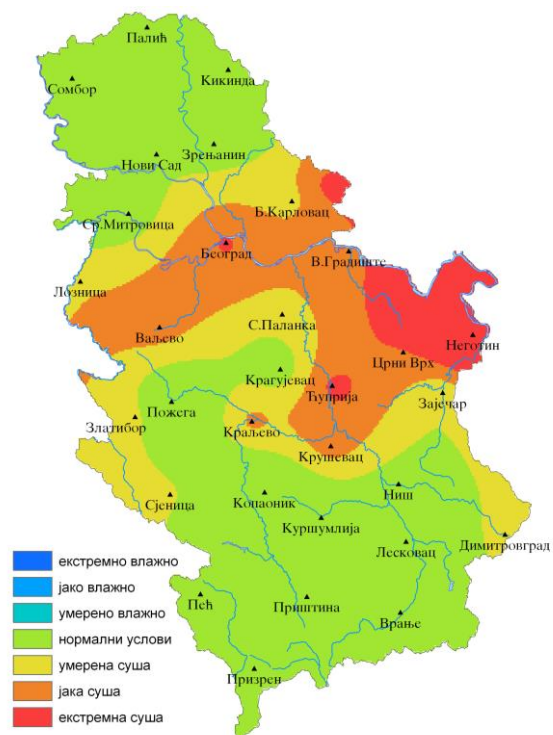 Палић
Сомбор
Кикинда
Нови Сад
Зрењанин
Ср.Митровица
Б.Карловац
Београд
В.Градиште
Лозница
Ваљево
С.Паланка
Неготин
Црни Врх
Крагујевац
Ћуприја
Пожега
Зајечар
Златибор
Краљево
Крушевац
Сјеница
Копаоник
Ниш
Куршумлија
Димитровград
Лесковац
Пећ
Приштина
Врање
Призрен
екстремно влажно
јако влажно
умерено влажно
нормални услови
умерена суша
јака суша
екстремна суша